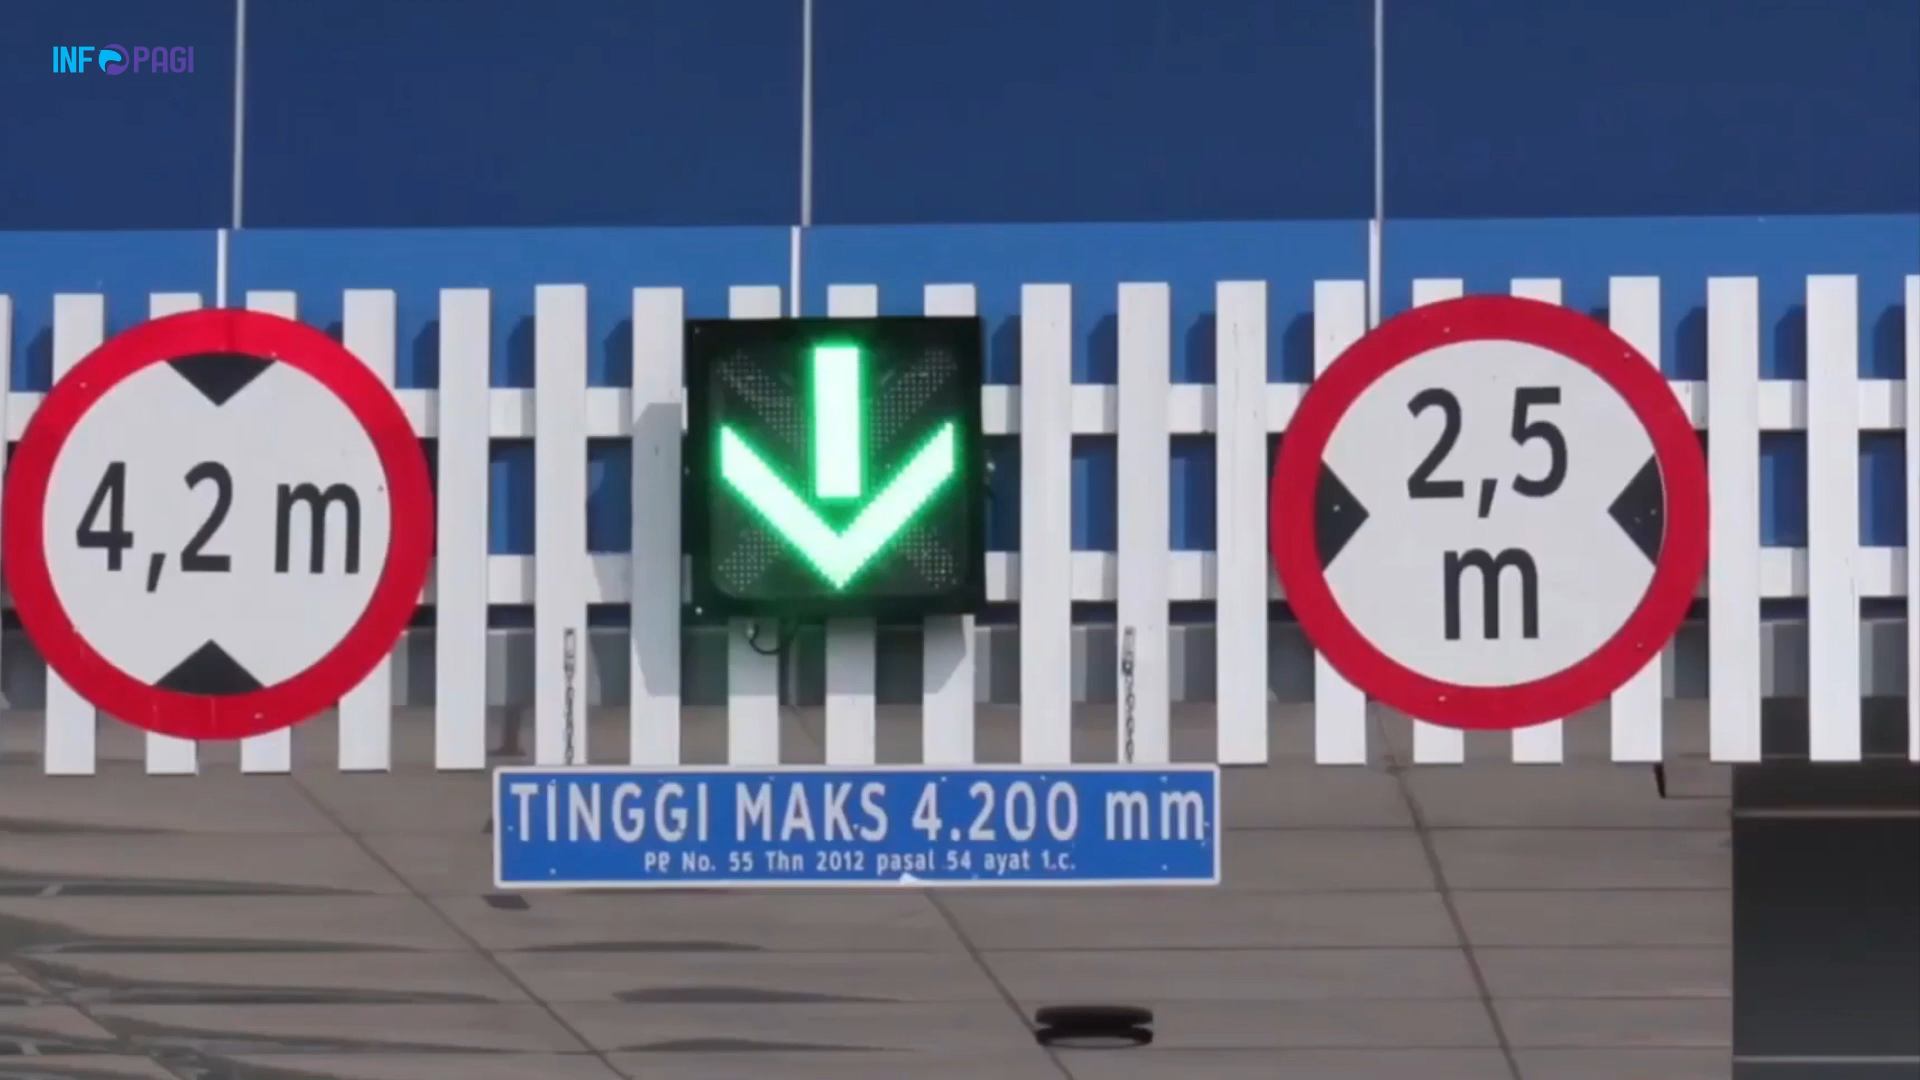 INFOPAGI
4,2 m
2,5
m
TINGGI MAKS 4.200 mm
PP No. 55 Thn 2012 pasal 54 ayat 1.c.